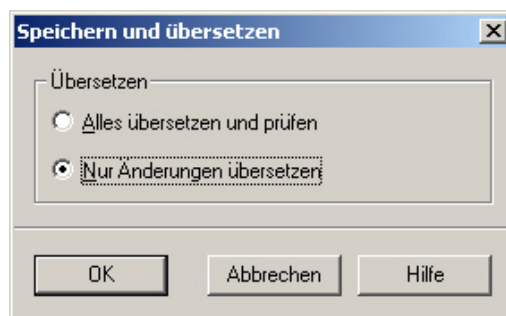 Speichern und übersetzen
Übersetzen
Alles übersetzen und prüfen
Nur Änderungen übersetzen
OK Abbrechen Hilfe